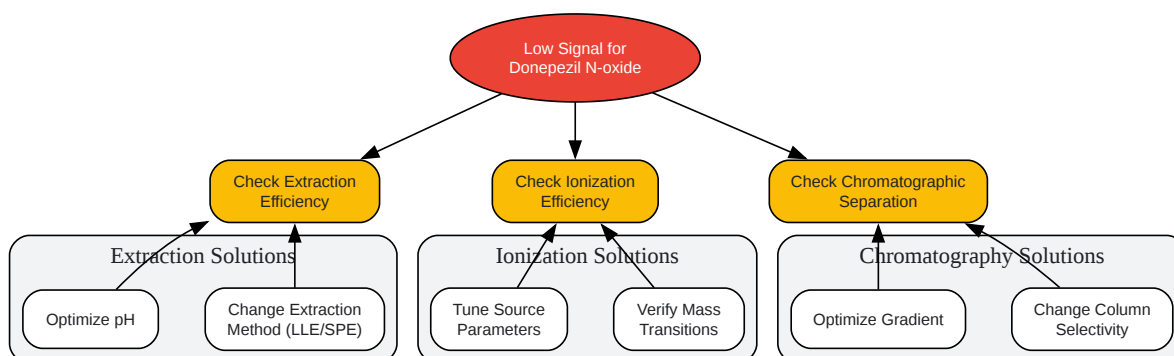 Low Signal for
Donepezil N-oxide
Check Extraction
Efficiency
Check Ionization
Efficiency
Check Chromatographic
Separation
Extraction Solutions
Ionization Solutions
Chromatography Solutions
Optimize pH
Change Extraction
Method (LLE/SPE)
Tune Source
Parameters
Verify Mass
Transitions
Optimize Gradient
Change Column
Selectivity